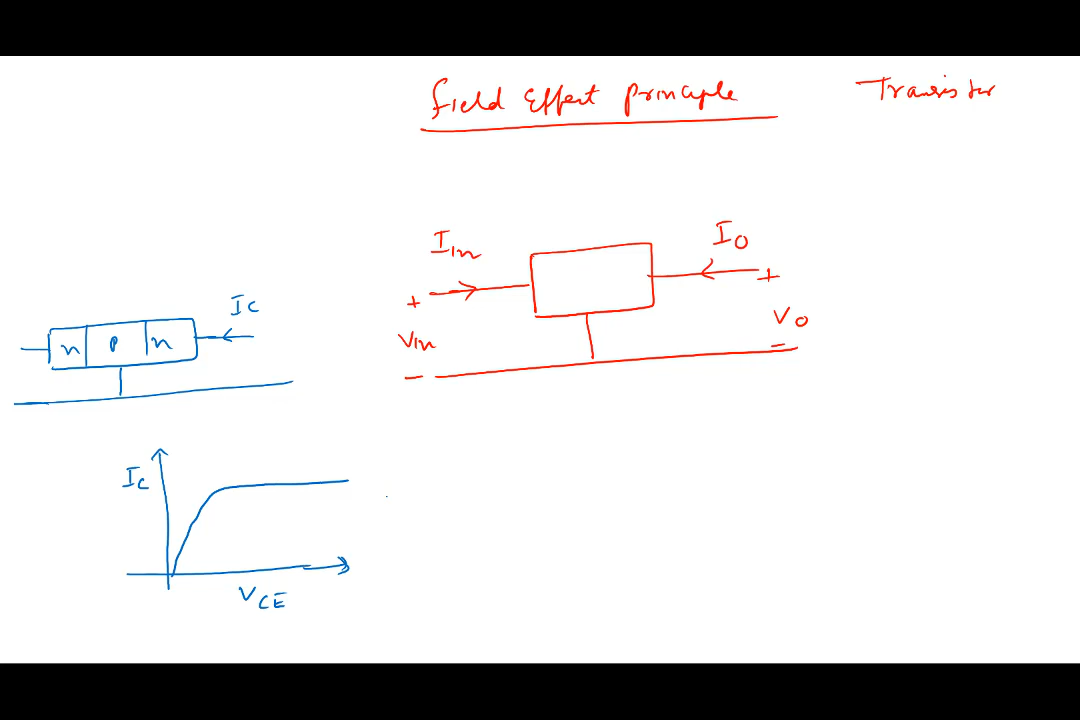 Field Effect principle
Transistor
I_in
I_O
+
+
V_in
V_O
−
−
I_C
n p n
I_C
V_CE